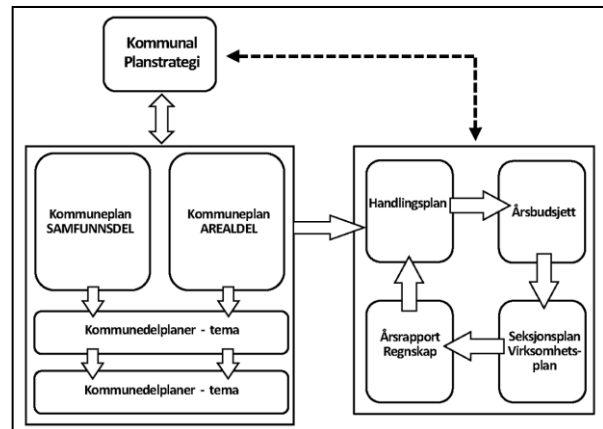 Kommunal
Planstrategi
Kommuneplan
SAMFUNNSDEL
Kommuneplan
AREALDEL
Kommunedelplaner - tema
Kommunedelplaner - tema
Handlingsplan
Årsbudsjett
Årsrapport
Regnskap
Seksjonsplan
Virksomhets-
plan